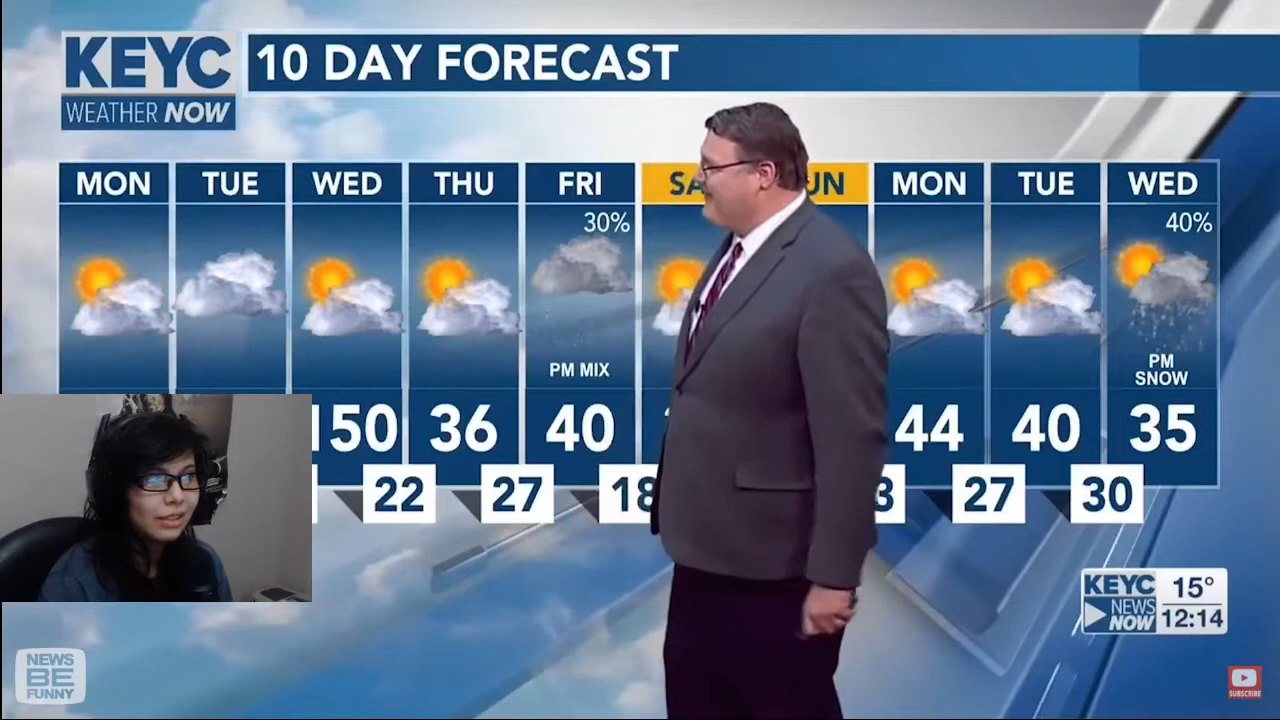 KEYC
WEATHER NOW
10 DAY FORECAST
MON TUE WED THU FRI MON TUE WED
30% 40%
PM MIX
PM
SNOW
150 36 40 44 40 35
22 27 18 27 30
KEYC
NEWS
NOW
15°
12:14
NEWS
BE
FUNNY
SUBSCRIBE